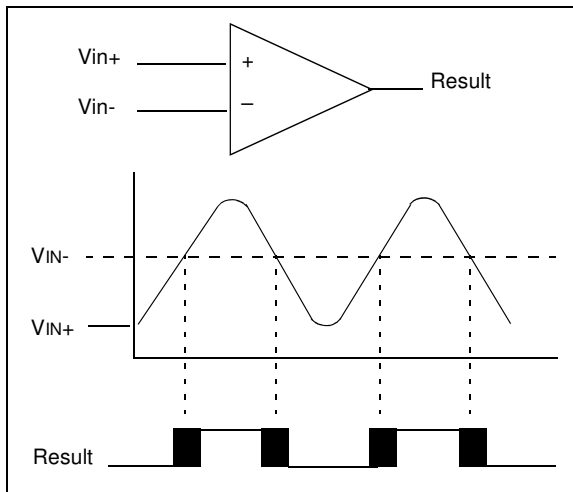 Vin+
+
Result
Vin-
–
VIN-
VIN+
Result